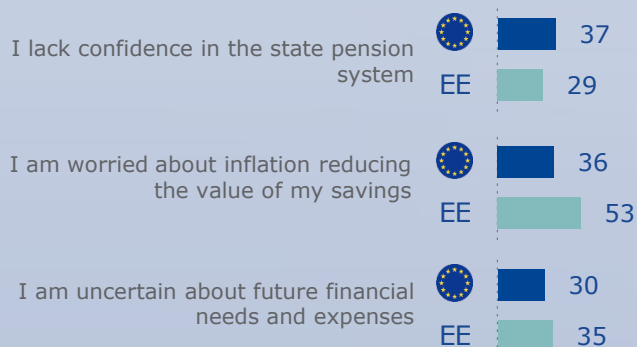 I lack confidence in the state pension
system
37
EE 29
I am worried about inflation reducing
the value of my savings
36
EE 53
I am uncertain about future financial
needs and expenses
30
EE 35